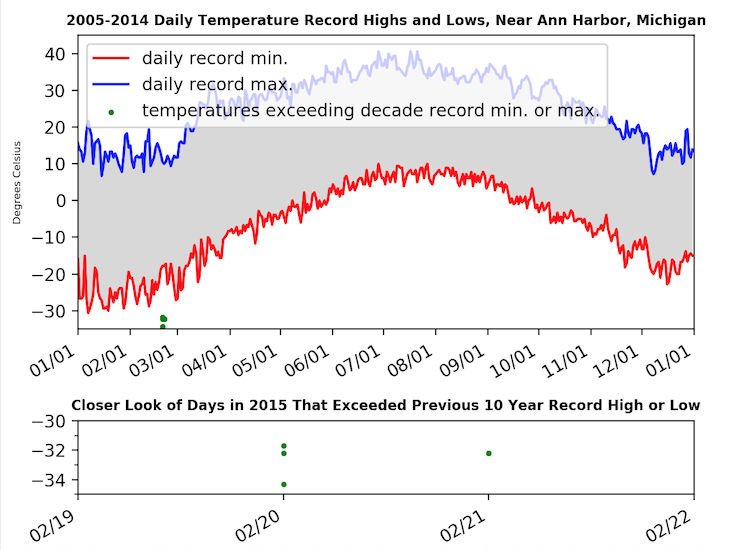 2005-2014 Daily Temperature Record Highs and Lows, Near Ann Harbor, Michigan
daily record min.
daily record max.
temperatures exceeding decade record min. or max.
Degrees Celsius
40
30
20
10
0
−10
−20
−30
01/01 02/01 03/01 04/01 05/01 06/01 07/01 08/01 09/01 10/01 11/01 12/01 01/01
Closer Look of Days in 2015 That Exceeded Previous 10 Year Record High or Low
−30
−32
−34
02/19 02/20 02/21 02/22